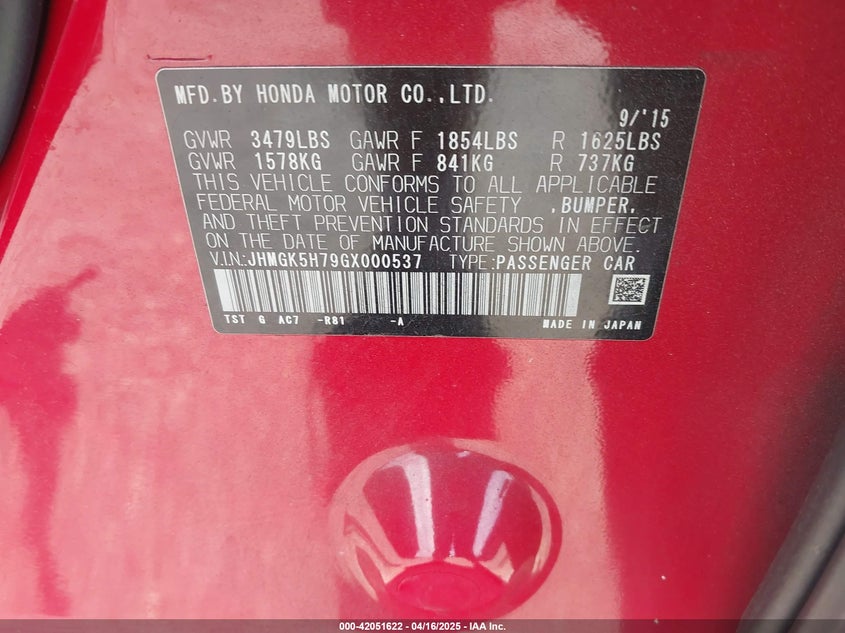 MFD.BY HONDA MOTOR CO.,LTD.
9/'15
GVWR 3479LBS GAWR F 1854LBS R 1625LBS
GVWR 1578KG GAWR F 841KG R 737KG
THIS VEHICLE CONFORMS TO ALL APPLICABLE
FEDERAL MOTOR VEHICLE SAFETY ,BUMPER,
AND THEFT PREVENTION STANDARDS IN EFFECT
ON THE DATE OF MANUFACTURE SHOWN ABOVE.
V.I.N.:JHMGK5H79GX000537 TYPE:PASSENGER CAR
TST G AC7 -R81 -A MADE IN JAPAN
000-42051622 - 04/16/2025 - IAA Inc.